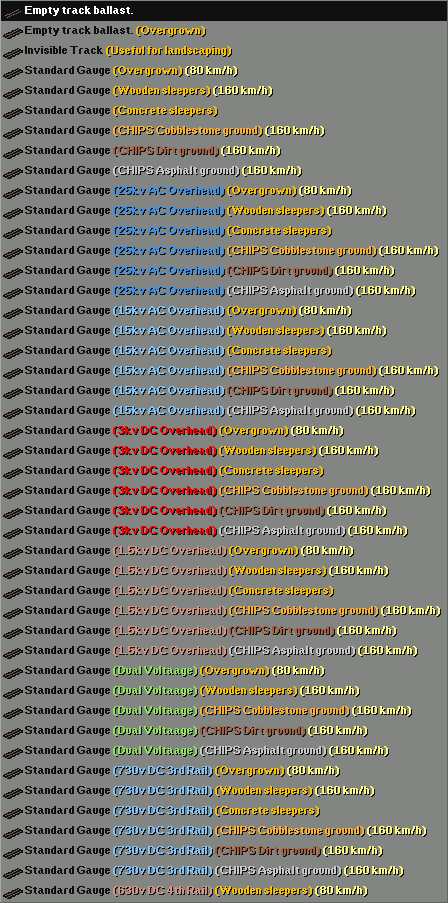 Empty track ballast.
Empty track ballast. (Overgrown)
Invisible Track (Useful for landscaping)
Standard Gauge (Overgrown) (80 km/h)
Standard Gauge (Wooden sleepers) (160 km/h)
Standard Gauge (Concrete sleepers)
Standard Gauge (CHIPS Cobblestone ground) (160 km/h)
Standard Gauge (CHIPS Dirt ground) (160 km/h)
Standard Gauge (CHIPS Asphalt ground) (160 km/h)
Standard Gauge (25kv AC Overhead) (Overgrown) (80 km/h)
Standard Gauge (25kv AC Overhead) (Wooden sleepers) (160 km/h)
Standard Gauge (25kv AC Overhead) (Concrete sleepers)
Standard Gauge (25kv AC Overhead) (CHIPS Cobblestone ground) (160 km/h)
Standard Gauge (25kv AC Overhead) (CHIPS Dirt ground) (160 km/h)
Standard Gauge (25kv AC Overhead) (CHIPS Asphalt ground) (160 km/h)
Standard Gauge (15kv AC Overhead) (Overgrown) (80 km/h)
Standard Gauge (15kv AC Overhead) (Wooden sleepers) (160 km/h)
Standard Gauge (15kv AC Overhead) (Concrete sleepers)
Standard Gauge (15kv AC Overhead) (CHIPS Cobblestone ground) (160 km/h)
Standard Gauge (15kv AC Overhead) (CHIPS Dirt ground) (160 km/h)
Standard Gauge (15kv AC Overhead) (CHIPS Asphalt ground) (160 km/h)
Standard Gauge (3kv DC Overhead) (Overgrown) (80 km/h)
Standard Gauge (3kv DC Overhead) (Wooden sleepers) (160 km/h)
Standard Gauge (3kv DC Overhead) (Concrete sleepers)
Standard Gauge (3kv DC Overhead) (CHIPS Cobblestone ground) (160 km/h)
Standard Gauge (3kv DC Overhead) (CHIPS Dirt ground) (160 km/h)
Standard Gauge (3kv DC Overhead) (CHIPS Asphalt ground) (160 km/h)
Standard Gauge (1.5kv DC Overhead) (Overgrown) (80 km/h)
Standard Gauge (1.5kv DC Overhead) (Wooden sleepers) (160 km/h)
Standard Gauge (1.5kv DC Overhead) (Concrete sleepers)
Standard Gauge (1.5kv DC Overhead) (CHIPS Cobblestone ground) (160 km/h)
Standard Gauge (1.5kv DC Overhead) (CHIPS Dirt ground) (160 km/h)
Standard Gauge (1.5kv DC Overhead) (CHIPS Asphalt ground) (160 km/h)
Standard Gauge (Dual Voltaage) (Overgrown) (80 km/h)
Standard Gauge (Dual Voltaage) (Wooden sleepers) (160 km/h)
Standard Gauge (Dual Voltaage) (CHIPS Cobblestone ground) (160 km/h)
Standard Gauge (Dual Voltaage) (CHIPS Dirt ground) (160 km/h)
Standard Gauge (Dual Voltaage) (CHIPS Asphalt ground) (160 km/h)
Standard Gauge (730v DC 3rd Rail) (Overgrown) (80 km/h)
Standard Gauge (730v DC 3rd Rail) (Wooden sleepers) (160 km/h)
Standard Gauge (730v DC 3rd Rail) (Concrete sleepers)
Standard Gauge (730v DC 3rd Rail) (CHIPS Cobblestone ground) (160 km/h)
Standard Gauge (730v DC 3rd Rail) (CHIPS Dirt ground) (160 km/h)
Standard Gauge (730v DC 3rd Rail) (CHIPS Asphalt ground) (160 km/h)
Standard Gauge (630v DC 4th Rail) (Wooden sleepers) (80 km/h)